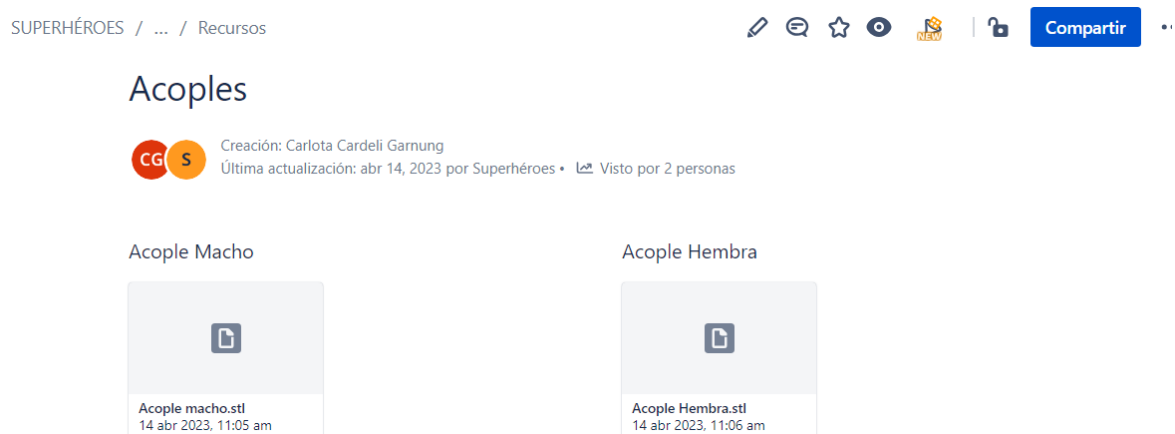 SUPERHÉROES / ... / Recursos
NEW
Compartir
Acoples
CG S
Creación: Carlota Cardeli Garnung
Última actualización: abr 14, 2023 por Superhéroes • Visto por 2 personas
Acople Macho
Acople Hembra
Acople macho.stl
14 abr 2023, 11:05 am
Acople Hembra.stl
14 abr 2023, 11:06 am